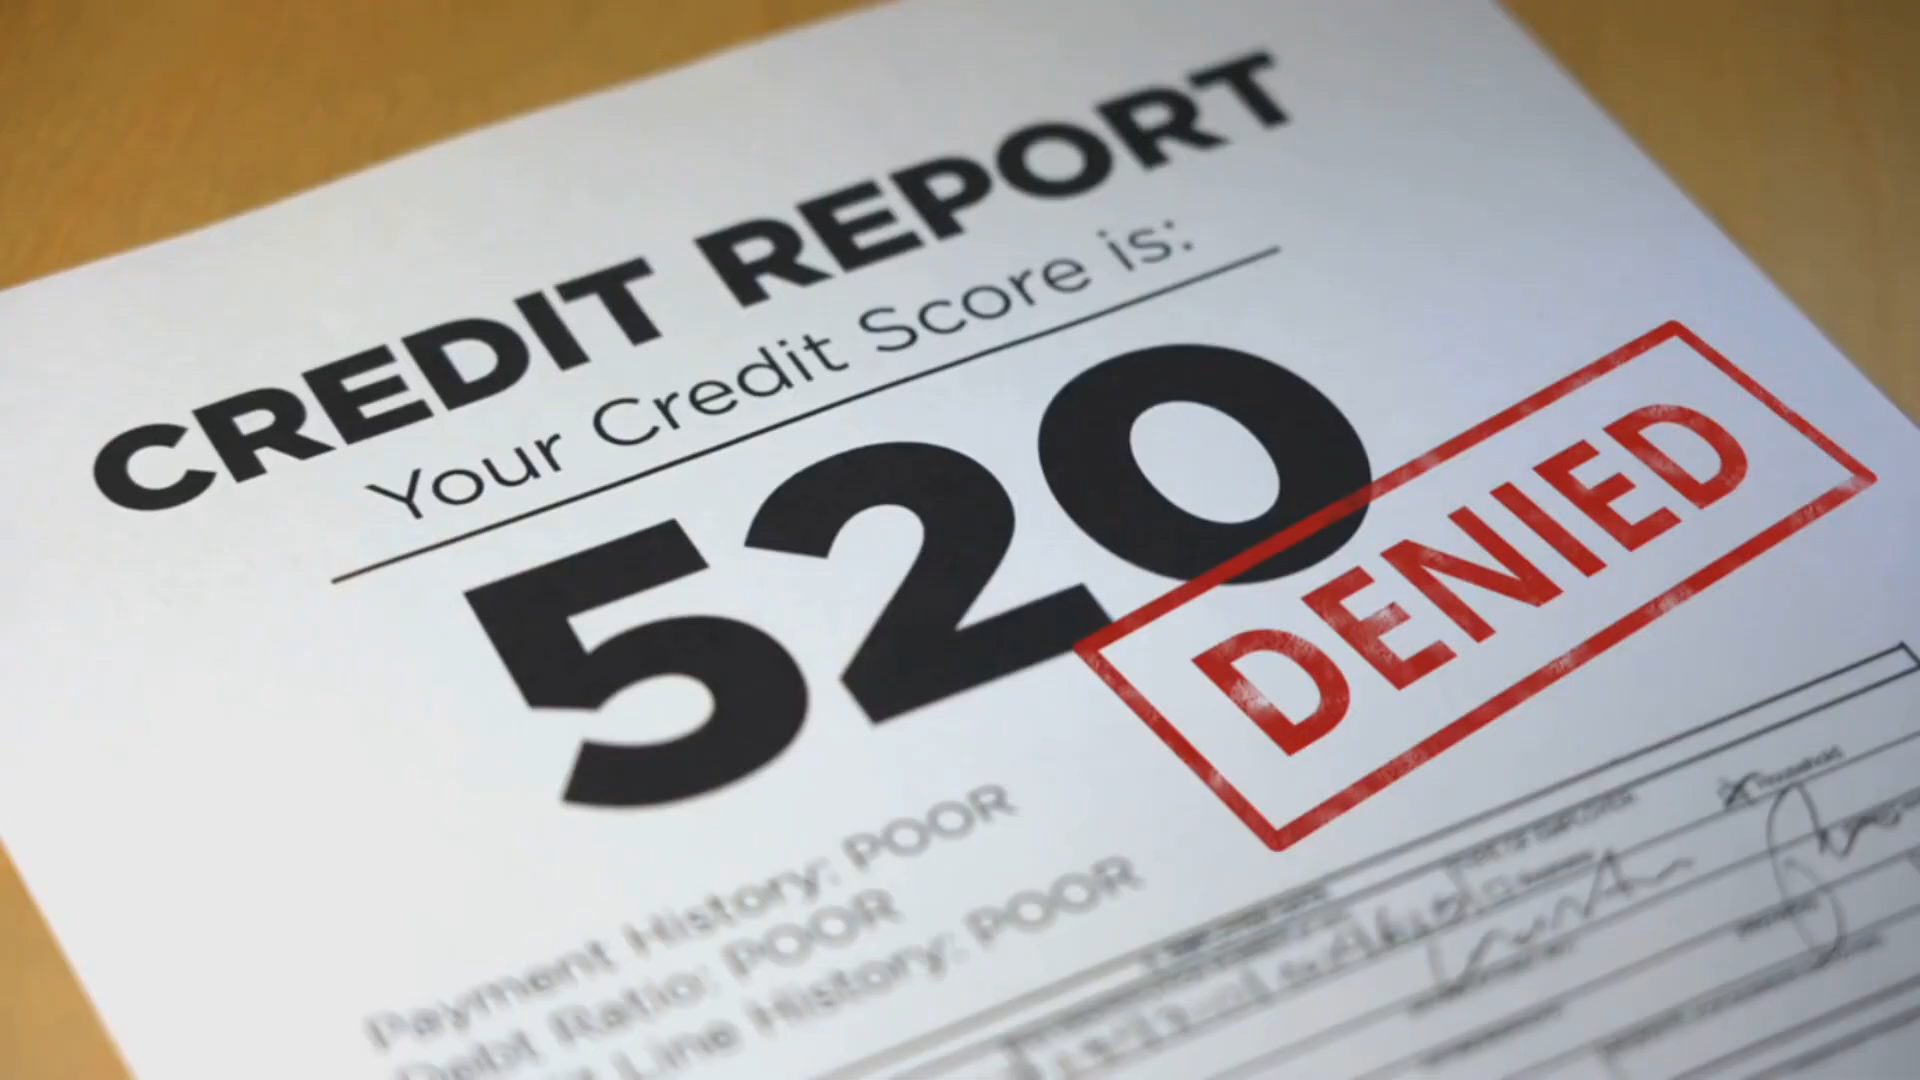 CREDIT REPORT
Your Credit Score is:
520
DENIED
Payment History: POOR
Debt Ratio: POOR
Line History: POOR